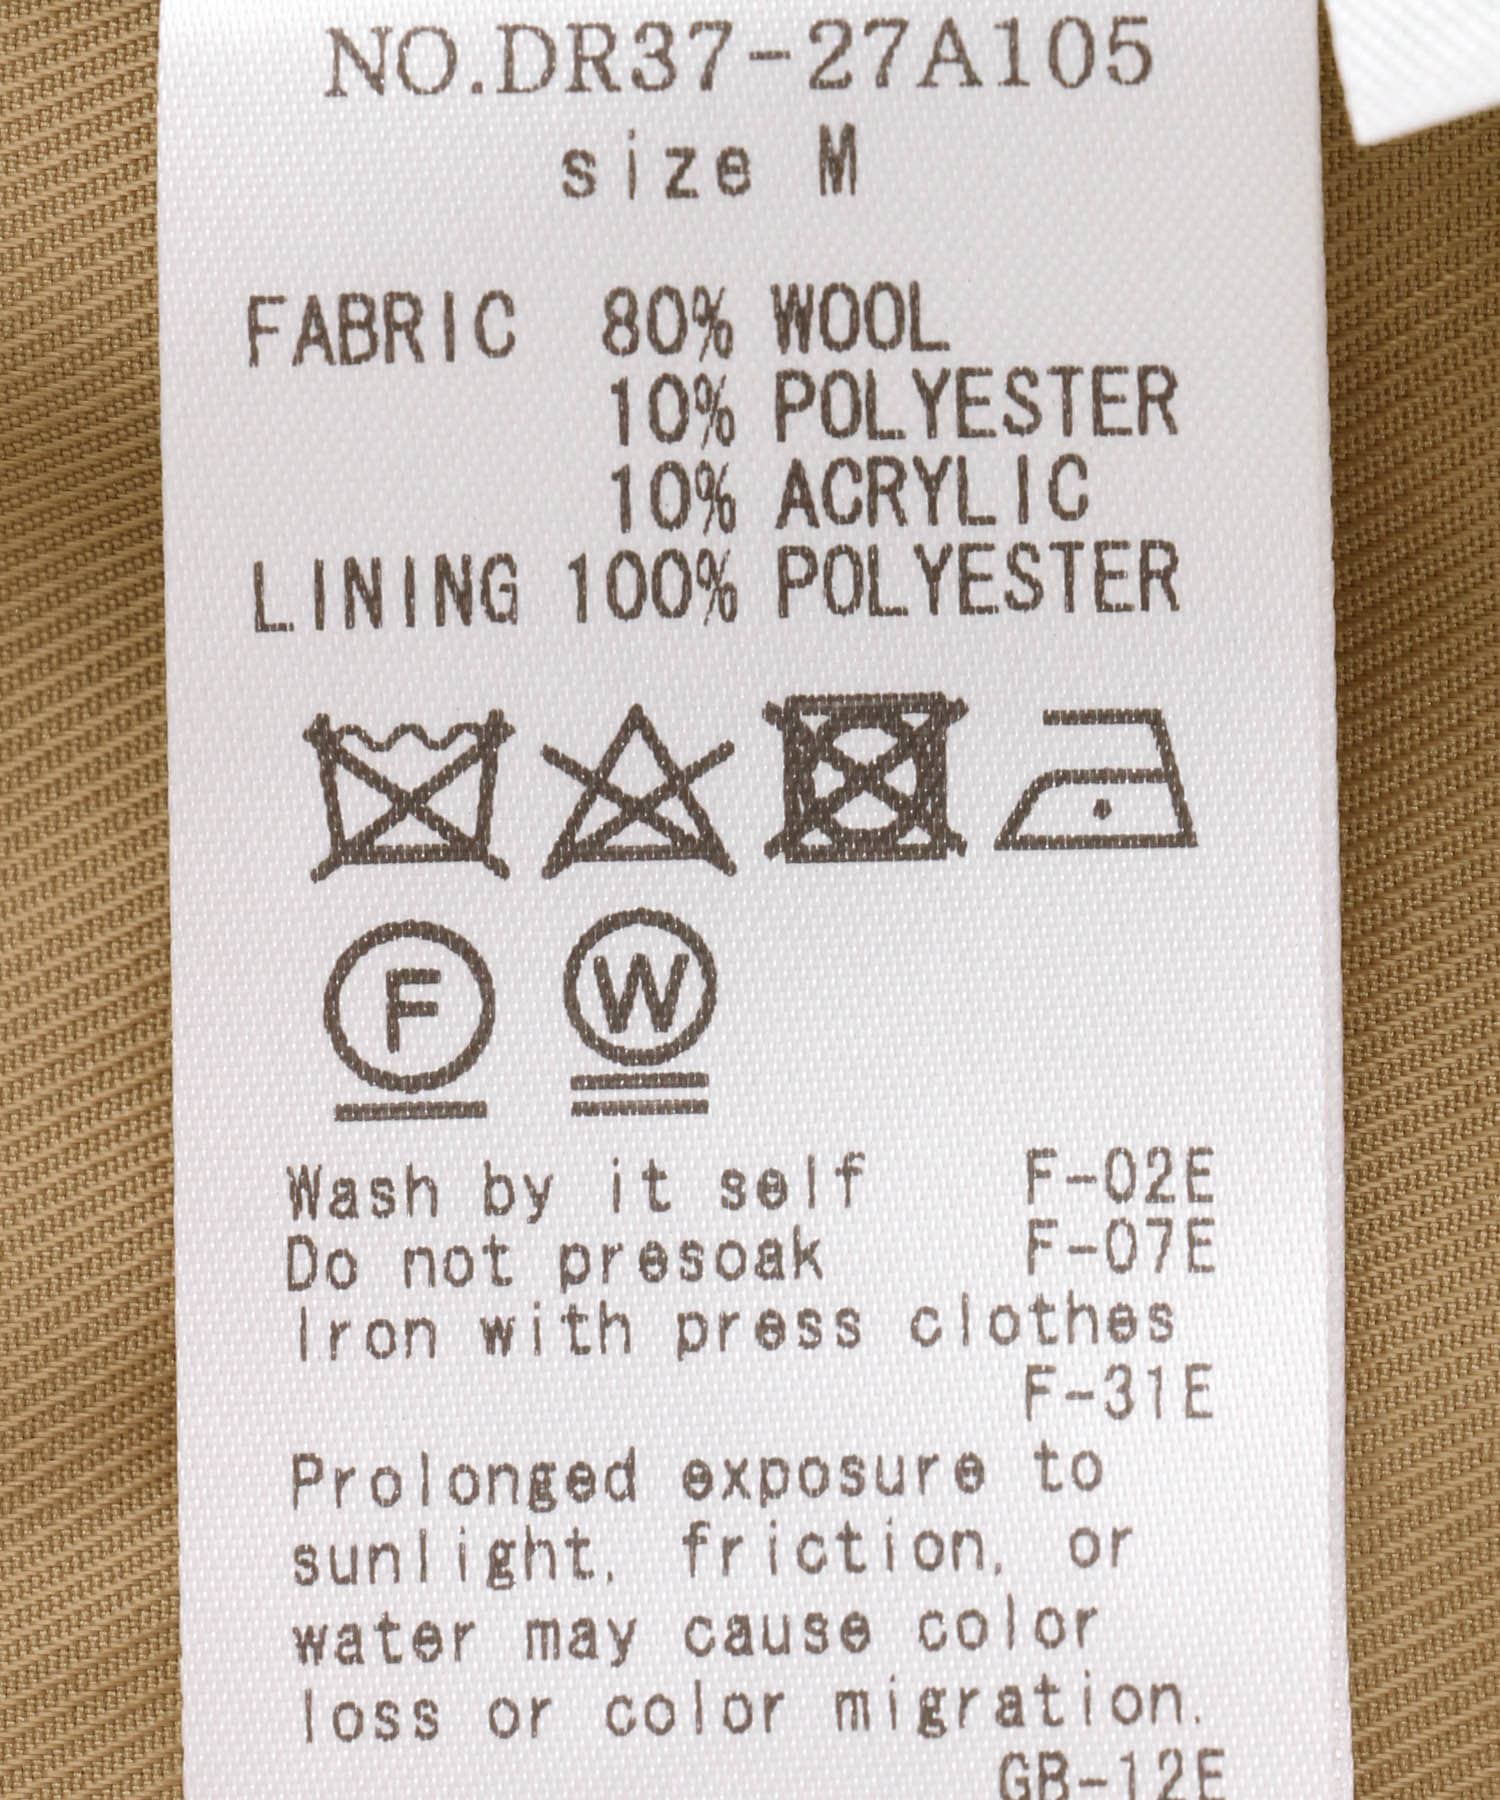 NO.DR37-27A105
size M
FABRIC 80% WOOL
10% POLYESTER
10% ACRYLIC
LINING 100% POLYESTER
F W
Wash by it self F-02E
Do not presoak F-07E
Iron with press clothes
F-31E
Prolonged exposure to
sunlight, friction, or
water may cause color
loss or color migration.
GB-12E